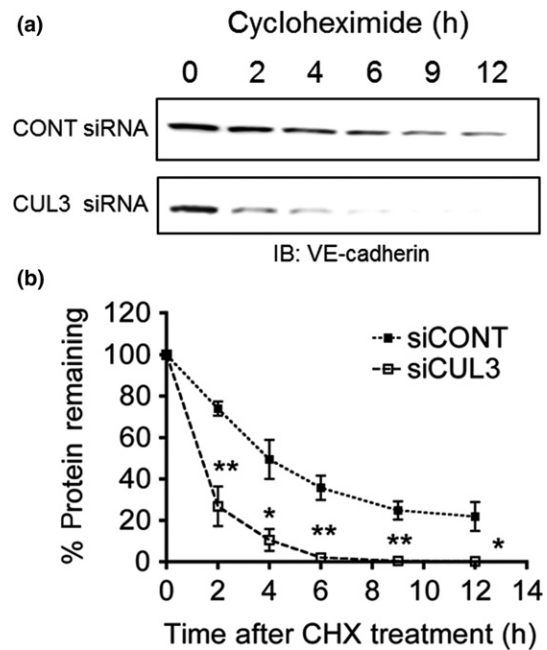 (a)
Cycloheximide (h)
0 2 4 6 9 12
CONT siRNA
CUL3 siRNA
IB: VE-cadherin
(b)
% Protein remaining
120
100
80
60
40
20
0
siCONT
siCUL3
**
*
**
**
*
0 2 4 6 8 10 12 14
Time after CHX treatment (h)